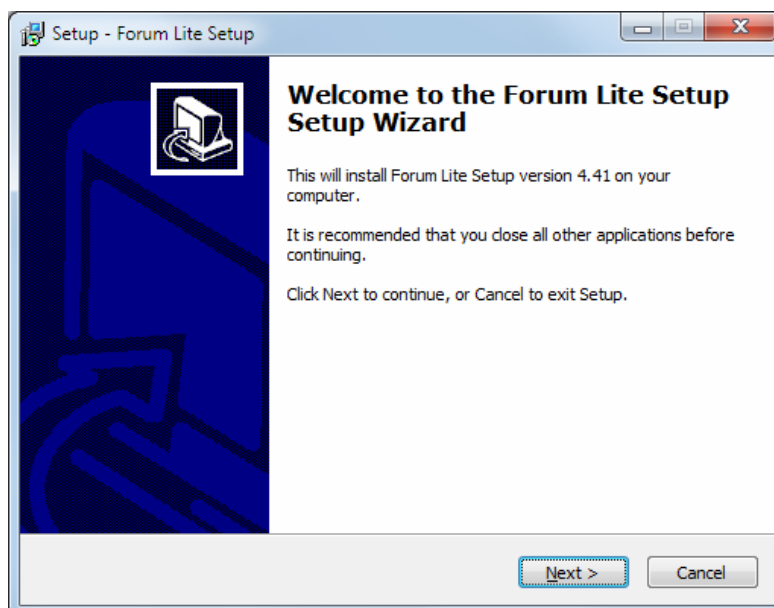 Setup - Forum Lite Setup
Welcome to the Forum Lite Setup
Setup Wizard
This will install Forum Lite Setup version 4.41 on your
computer.
It is recommended that you close all other applications before
continuing.
Click Next to continue, or Cancel to exit Setup.
Next >
Cancel